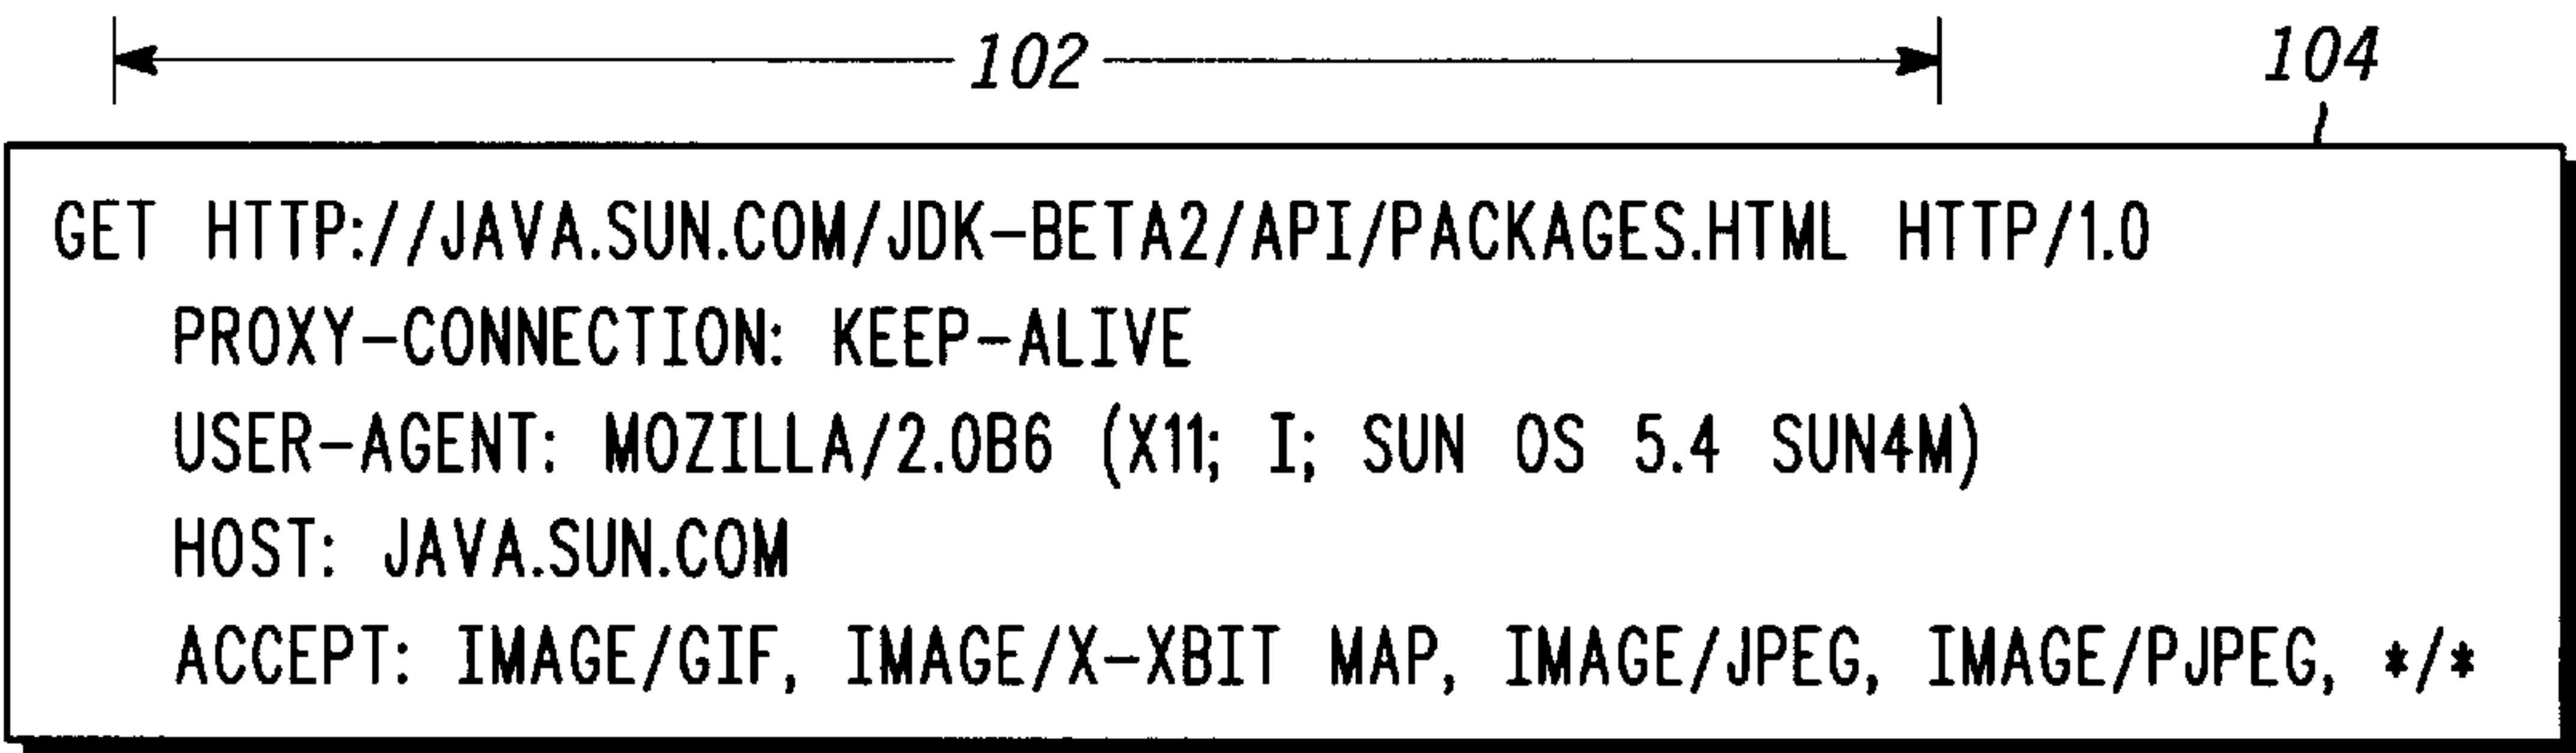 102 104
GET HTTP://JAVA.SUN.COM/JDK-BETA2/API/PACKAGES.HTML HTTP/1.0
PROXY-CONNECTION: KEEP-ALIVE
USER-AGENT: MOZILLA/2.0B6 (X11; I; SUN OS 5.4 SUN4M)
HOST: JAVA.SUN.COM
ACCEPT: IMAGE/GIF, IMAGE/X-XBIT MAP, IMAGE/JPEG, IMAGE/PJPEG, */*